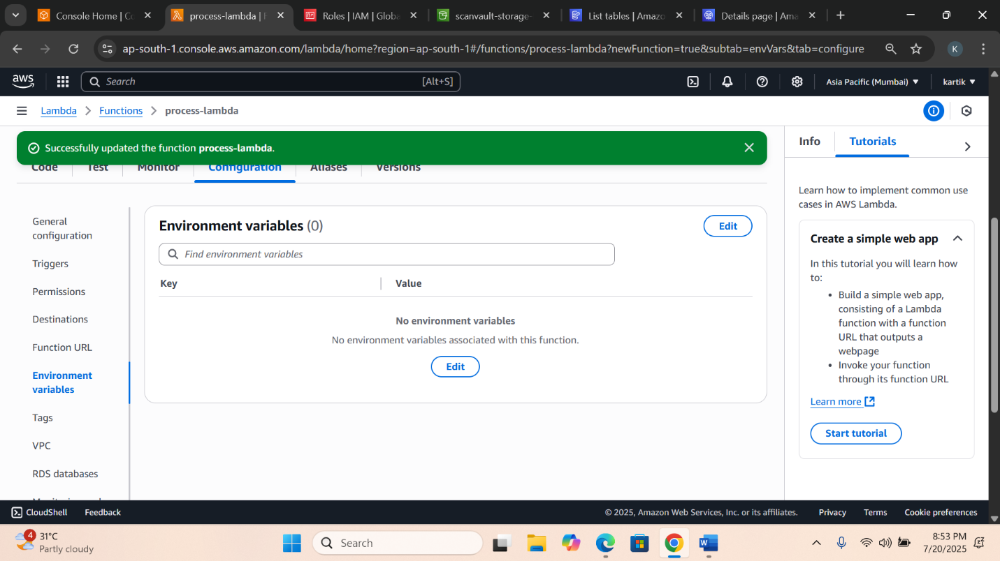 Console Home | Co
process-lambda | F
Roles | IAM | Globa
scanvault-storage-
List tables | Amazo
Details page | Ama
ap-south-1.console.aws.amazon.com/lambda/home?region=ap-south-1#/functions/process-lambda?newFunction=true&subtab=envVars&tab=configure
K
aws
Search
[Alt+S]
Asia Pacific (Mumbai)
kartik
Lambda
Functions
process-lambda
Successfully updated the function process-lambda.
Code
Test
Monitor
Configuration
Aliases
Versions
General
configuration
Triggers
Permissions
Destinations
Function URL
Environment
variables
Tags
VPC
RDS databases
Environment variables (0)
Edit
Find environment variables
Key
Value
No environment variables
No environment variables associated with this function.
Edit
Info
Tutorials
Learn how to implement common use
cases in AWS Lambda.
Create a simple web app
In this tutorial you will learn how
to:
• Build a simple web app,
consisting of a Lambda
function with a function
URL that outputs a
webpage
• Invoke your function
through its function URL
Learn more
Start tutorial
CloudShell
Feedback
© 2025, Amazon Web Services, Inc. or its affiliates.
Privacy
Terms
Cookie preferences
4
31°C
Partly cloudy
Search
W
8:53 PM
7/20/2025